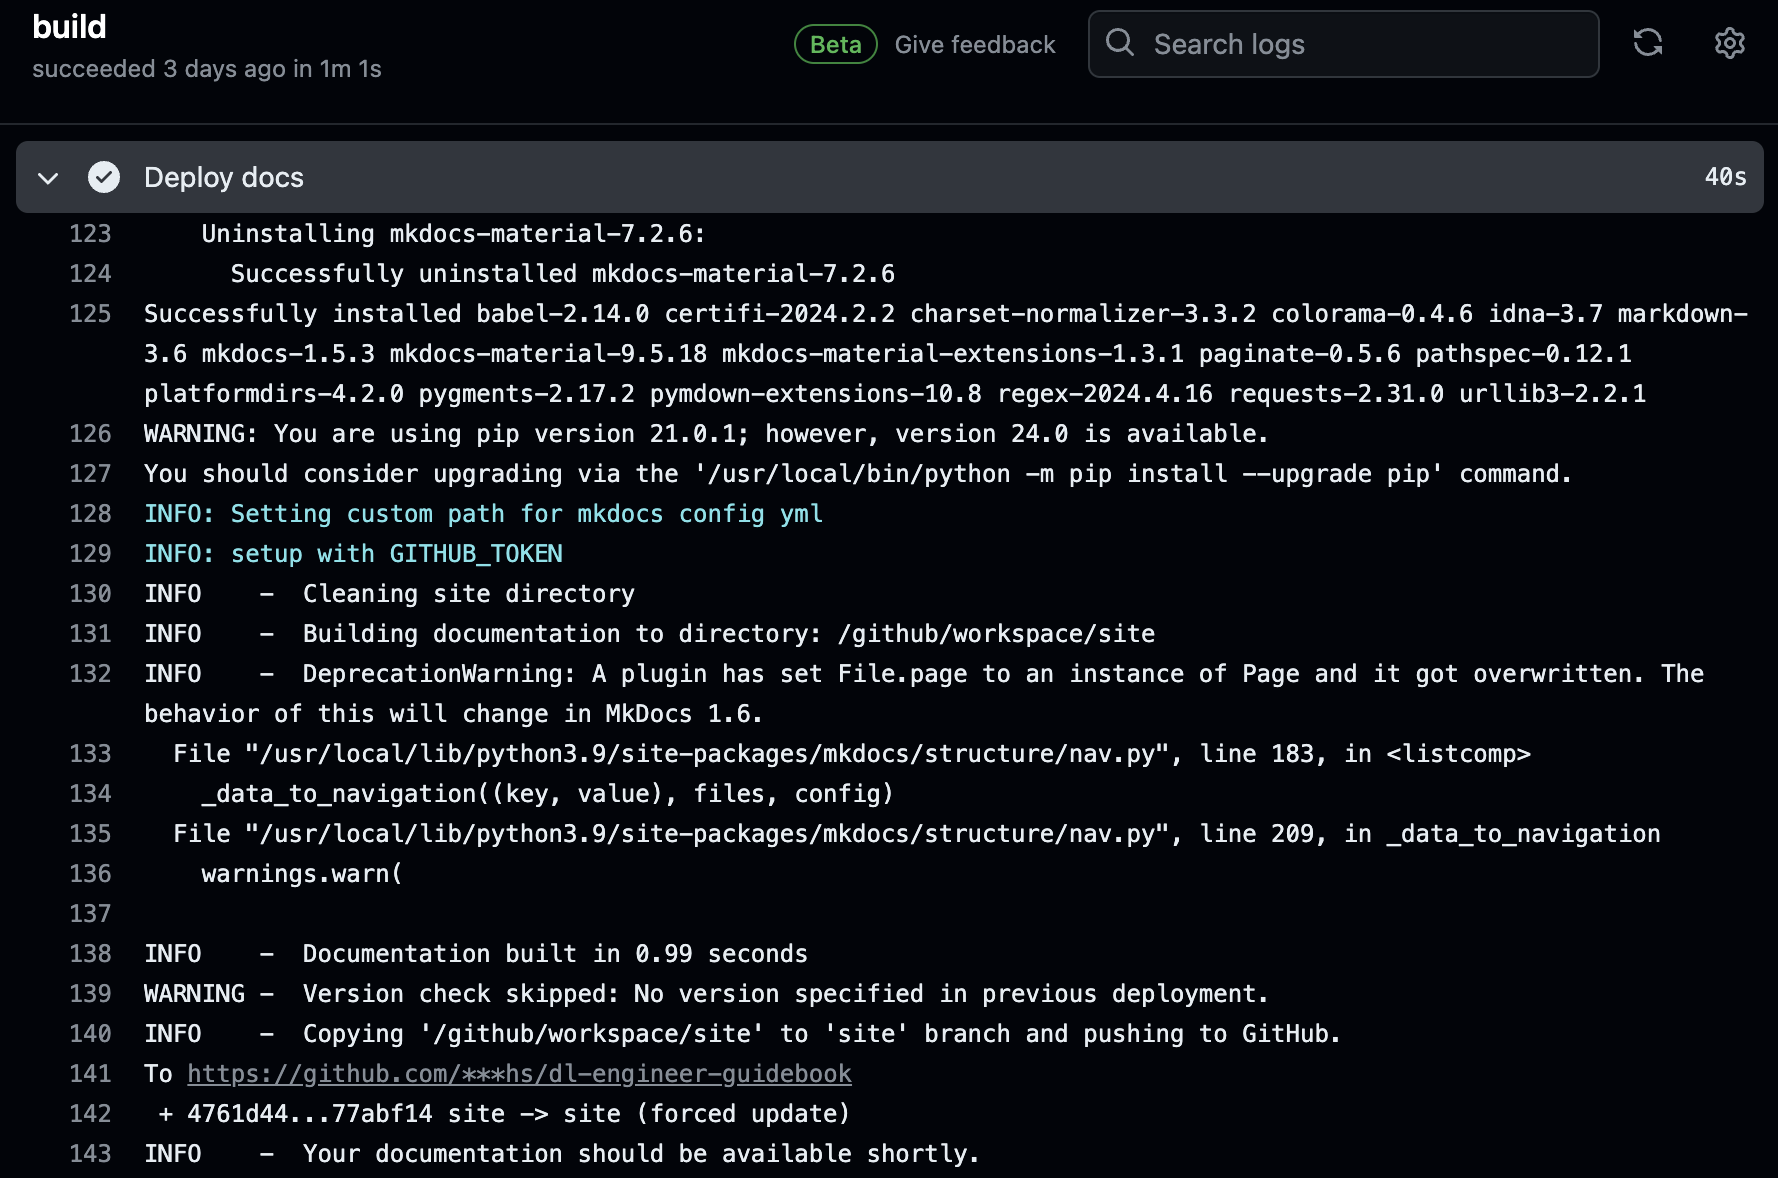 build
succeeded 3 days ago in 1m 1s
Beta Give feedback
Search logs
Deploy docs 40s
123 Uninstalling mkdocs-material-7.2.6:
124 Successfully uninstalled mkdocs-material-7.2.6
125 Successfully installed babel-2.14.0 certifi-2024.2.2 charset-normalizer-3.3.2 colorama-0.4.6 idna-3.7 markdown-
3.6 mkdocs-1.5.3 mkdocs-material-9.5.18 mkdocs-material-extensions-1.3.1 paginate-0.5.6 pathspec-0.12.1
platformdirs-4.2.0 pygments-2.17.2 pymdown-extensions-10.8 regex-2024.4.16 requests-2.31.0 urllib3-2.2.1
126 WARNING: You are using pip version 21.0.1; however, version 24.0 is available.
127 You should consider upgrading via the '/usr/local/bin/python -m pip install --upgrade pip' command.
128 INFO: Setting custom path for mkdocs config yml
129 INFO: setup with GITHUB_TOKEN
130 INFO    -  Cleaning site directory
131 INFO    -  Building documentation to directory: /github/workspace/site
132 INFO    -  DeprecationWarning: A plugin has set File.page to an instance of Page and it got overwritten. The
behavior of this will change in MkDocs 1.6.
133 File "/usr/local/lib/python3.9/site-packages/mkdocs/structure/nav.py", line 183, in <listcomp>
134 _data_to_navigation((key, value), files, config)
135 File "/usr/local/lib/python3.9/site-packages/mkdocs/structure/nav.py", line 209, in _data_to_navigation
136 warnings.warn(
137
138 INFO    -  Documentation built in 0.99 seconds
139 WARNING -  Version check skipped: No version specified in previous deployment.
140 INFO    -  Copying '/github/workspace/site' to 'site' branch and pushing to GitHub.
141 To https://github.com/***hs/dl-engineer-guidebook
142 + 4761d44...77abf14 site -> site (forced update)
143 INFO    -  Your documentation should be available shortly.